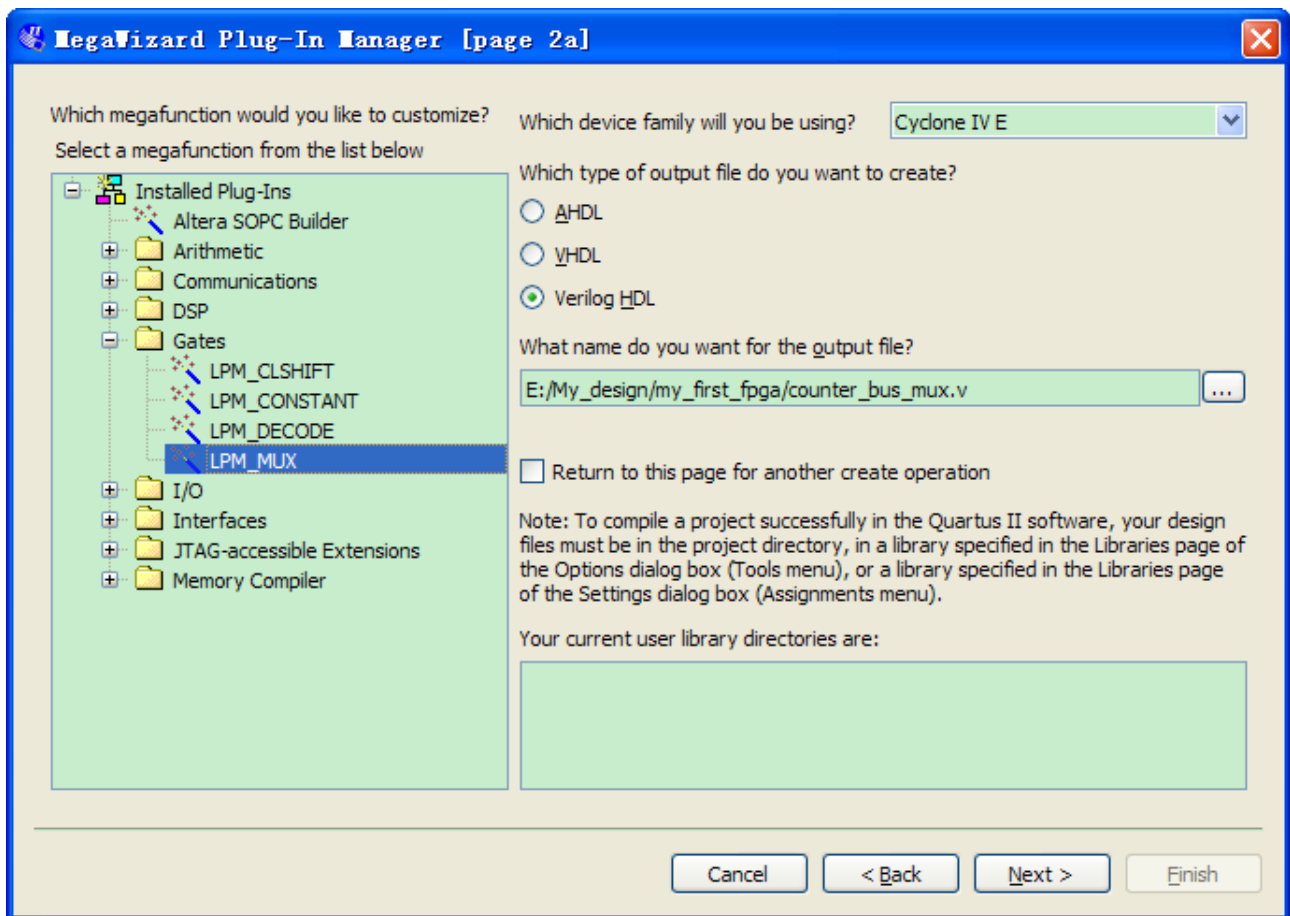 MegaWizard Plug-In Manager [page 2a]
Which megafunction would you like to customize?
Select a megafunction from the list below
Installed Plug-Ins
Altera SOPC Builder
Arithmetic
Communications
DSP
Gates
LPM_CLSHIFT
LPM_CONSTANT
LPM_DECODE
LPM_MUX
I/O
Interfaces
JTAG-accessible Extensions
Memory Compiler
Which device family will you be using?
Cyclone IV E
Which type of output file do you want to create?
AHDL
VHDL
Verilog HDL
What name do you want for the output file?
E:/My_design/my_first_fpga/counter_bus_mux.v
...
Return to this page for another create operation
Note: To compile a project successfully in the Quartus II software, your design
files must be in the project directory, in a library specified in the Libraries page of
the Options dialog box (Tools menu), or a library specified in the Libraries page
of the Settings dialog box (Assignments menu).
Your current user library directories are:
Cancel
< Back
Next >
Finish